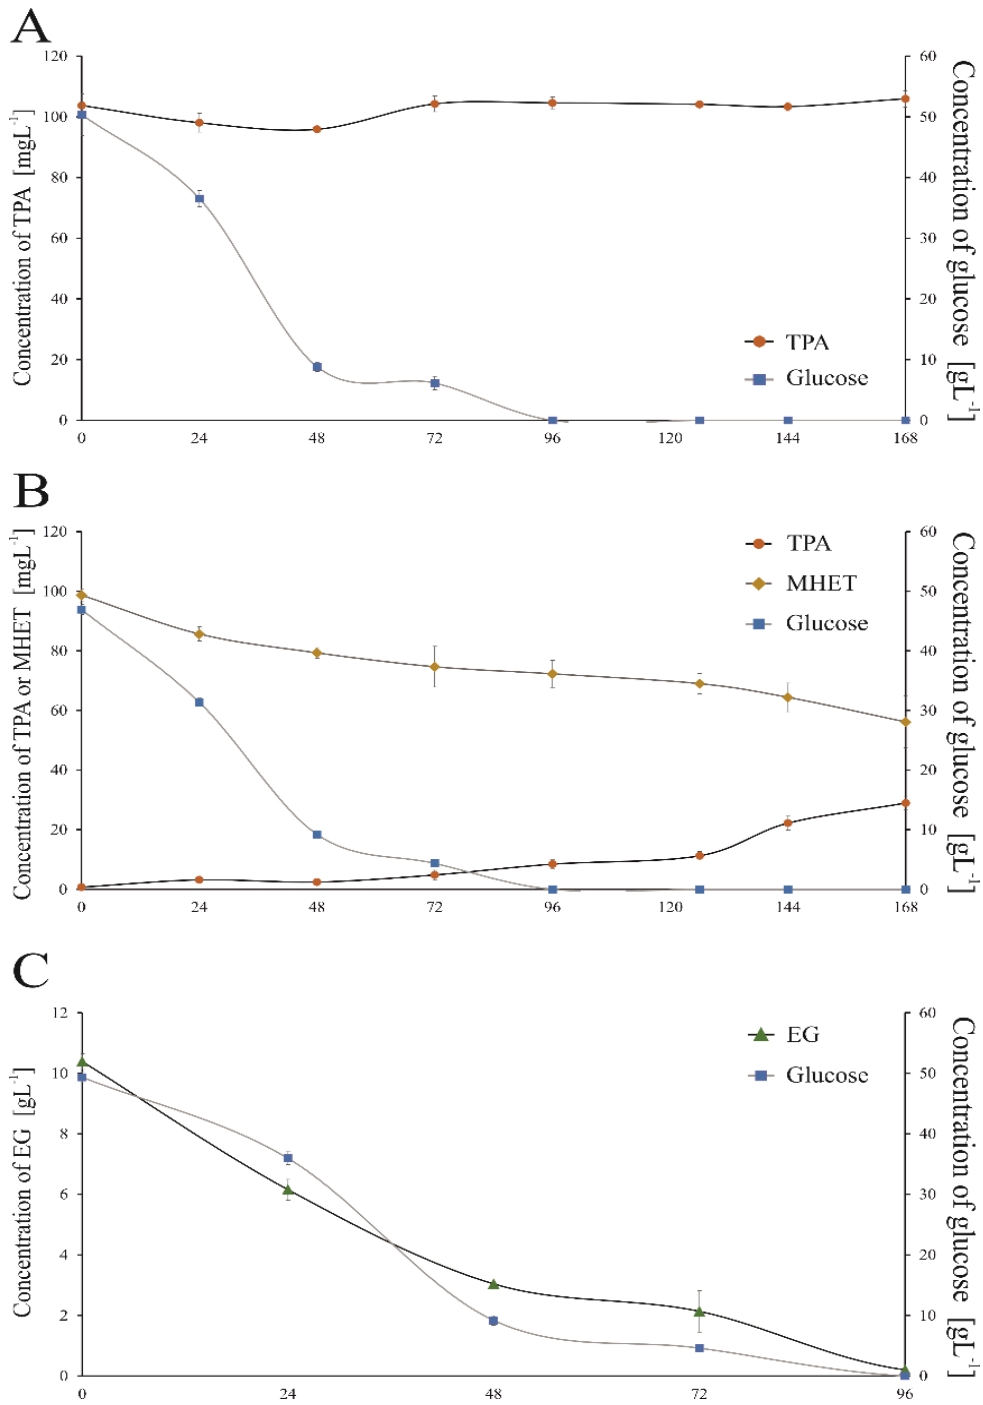 A
Concentration of TPA [mgL-1]
120
100
80
60
40
20
0
60
50
40
30
20
10
0
Concentration of glucose [gL-1]
TPA
Glucose
0 24 48 72 96 120 144 168
B
Concentration of TPA or MHET [mgL-1]
120
100
80
60
40
20
0
60
50
40
30
20
10
0
Concentration of glucose [gL-1]
TPA
MHET
Glucose
0 24 48 72 96 120 144 168
C
Concentration of EG [gL-1]
12
10
8
6
4
2
0
60
50
40
30
20
10
0
Concentration of glucose [gL-1]
EG
Glucose
0 24 48 72 96